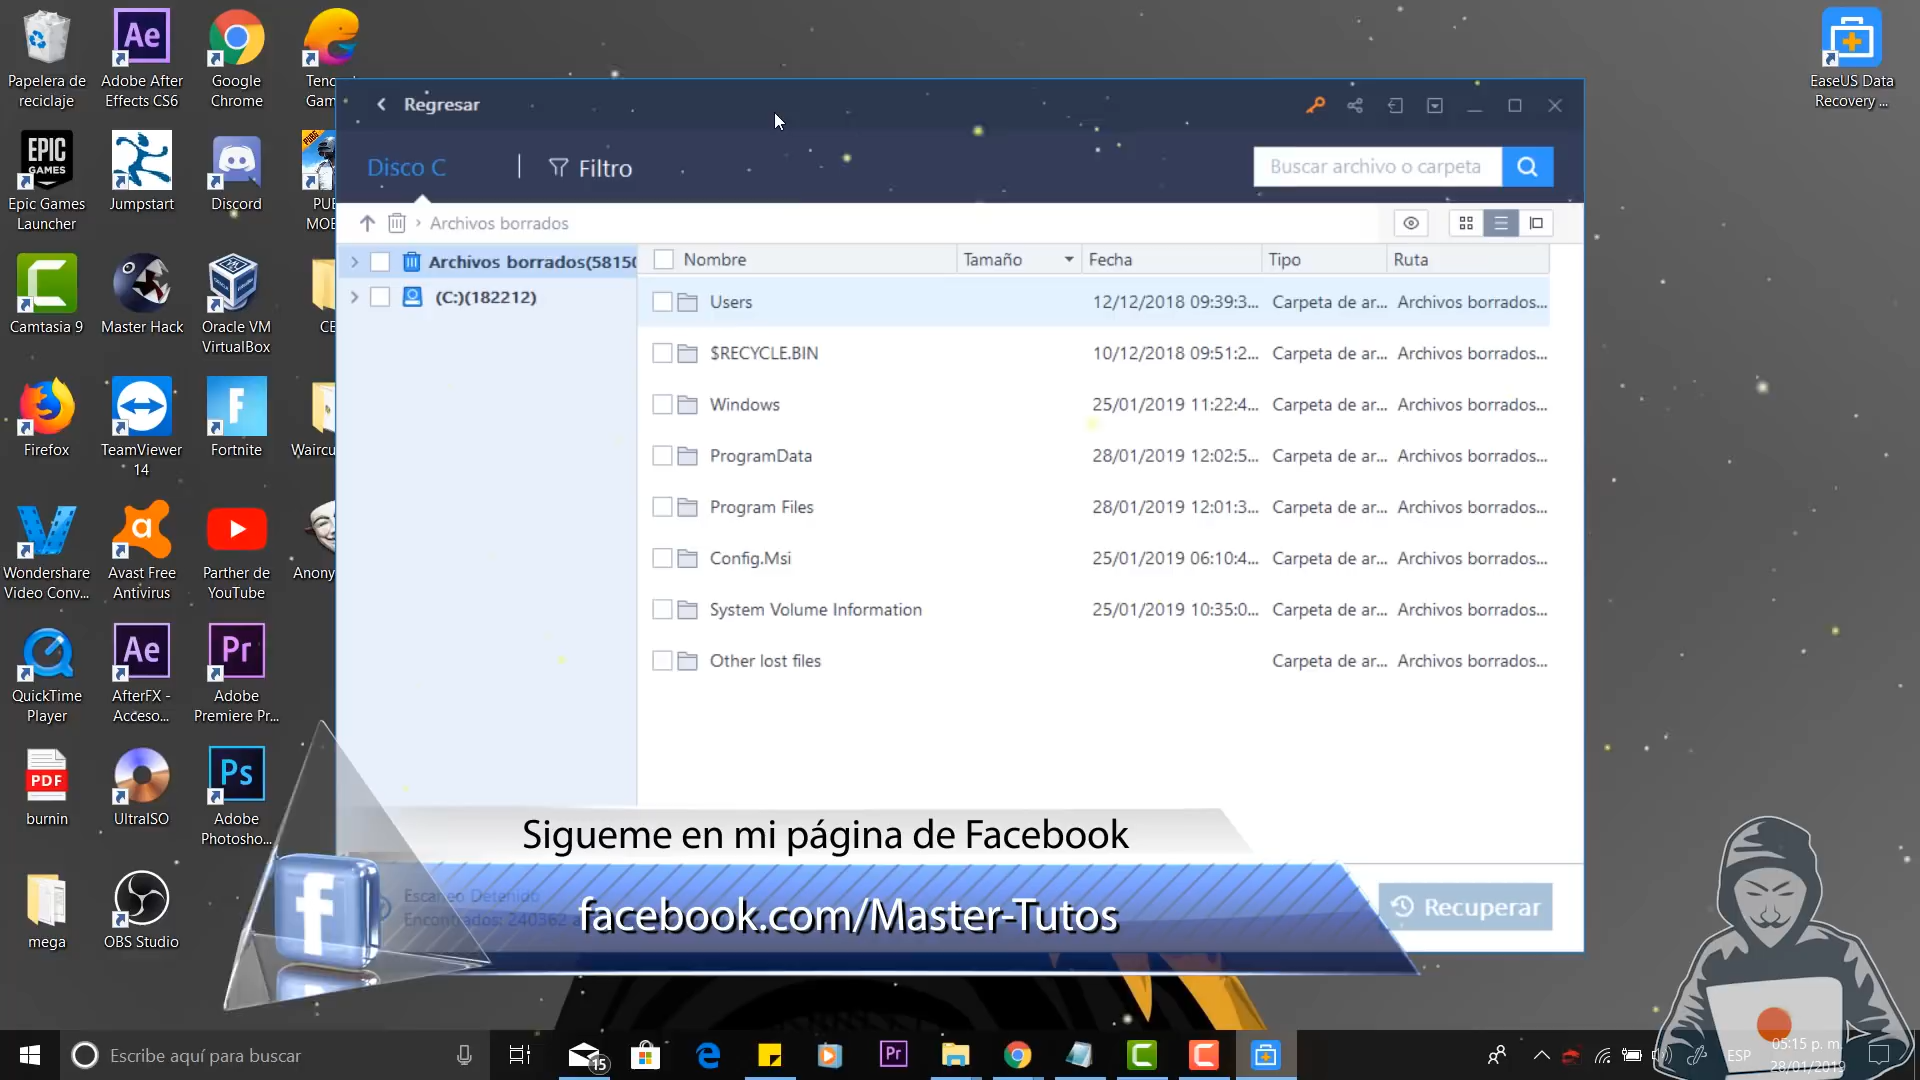 Papelera de
reciclaje
Adobe After
Effects CS6
Google
Chrome
EaseUS Data
Recovery ...
Epic Games
Launcher
Jumpstart
Discord
Camtasia 9
Master Hack
Oracle VM
VirtualBox
Firefox
TeamViewer
14
Fortnite
Wondershare
Video Conv...
Avast Free
Antivirus
Parther de
YouTube
QuickTime
Player
AfterFX -
Acceso...
Adobe
Premiere Pr...
burnin
UltraISO
Adobe
Photosho...
mega
OBS Studio
Regresar
Disco C
Filtro
Buscar archivo o carpeta
Archivos borrados
Archivos borrados(5815
(C:)(182212)
Nombre Tamaño Fecha Tipo Ruta
Users 12/12/2018 09:39:3... Carpeta de ar... Archivos borrados...
$RECYCLE.BIN 10/12/2018 09:51:2... Carpeta de ar... Archivos borrados...
Windows 25/01/2019 11:22:4... Carpeta de ar... Archivos borrados...
ProgramData 28/01/2019 12:02:5... Carpeta de ar... Archivos borrados...
Program Files 28/01/2019 12:01:3... Carpeta de ar... Archivos borrados...
Config.Msi 25/01/2019 06:10:4... Carpeta de ar... Archivos borrados...
System Volume Information 25/01/2019 10:35:0... Carpeta de ar... Archivos borrados...
Other lost files Carpeta de ar... Archivos borrados...
Sigueme en mi página de Facebook
Escaneo Detenido
Encontrados: 240362
facebook.com/Master-Tutos
Recuperar
Escribe aquí para buscar
15
ESP
05:15 p. m.
28/01/2019